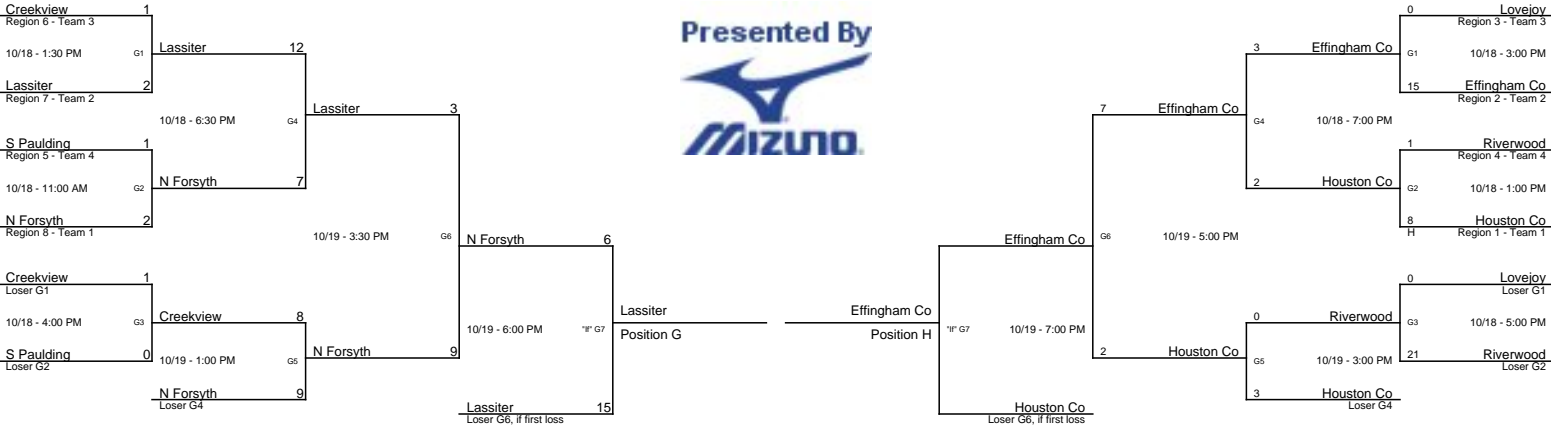 Creekview 1
Region 6 - Team 3
10/18 - 1:30 PM G1
Lassiter 2
Region 7 - Team 2
S Paulding 1
Region 5 - Team 4
10/18 - 11:00 AM G2
N Forsyth 2
Region 8 - Team 1
Creekview 1
Loser G1
10/18 - 4:00 PM G3
S Paulding 0
Loser G2
Lassiter 12
10/18 - 6:30 PM G4
N Forsyth 7
Creekview 8
10/19 - 1:00 PM G5
N Forsyth 9
Loser G4
Lassiter 3
10/19 - 3:30 PM G6
N Forsyth 9
N Forsyth 6
10/19 - 6:00 PM "If" G7
Lassiter 15
Loser G6, if first loss
Lassiter
Position G
Presented By
MIZUNO
Effingham Co
Position H
Effingham Co
"If" G7 10/19 - 7:00 PM
Houston Co
Loser G6, if first loss
7 Effingham Co
G6 10/19 - 5:00 PM
2 Houston Co
3 Effingham Co
G4 10/18 - 7:00 PM
2 Houston Co
0 Riverwood
G5 10/19 - 3:00 PM
3 Houston Co
Loser G4
0 Lovejoy
Region 3 - Team 3
G1 10/18 - 3:00 PM
15 Effingham Co
Region 2 - Team 2
1 Riverwood
Region 4 - Team 4
G2 10/18 - 1:00 PM
8 Houston Co
H Region 1 - Team 1
0 Lovejoy
Loser G1
G3 10/18 - 5:00 PM
21 Riverwood
Loser G2